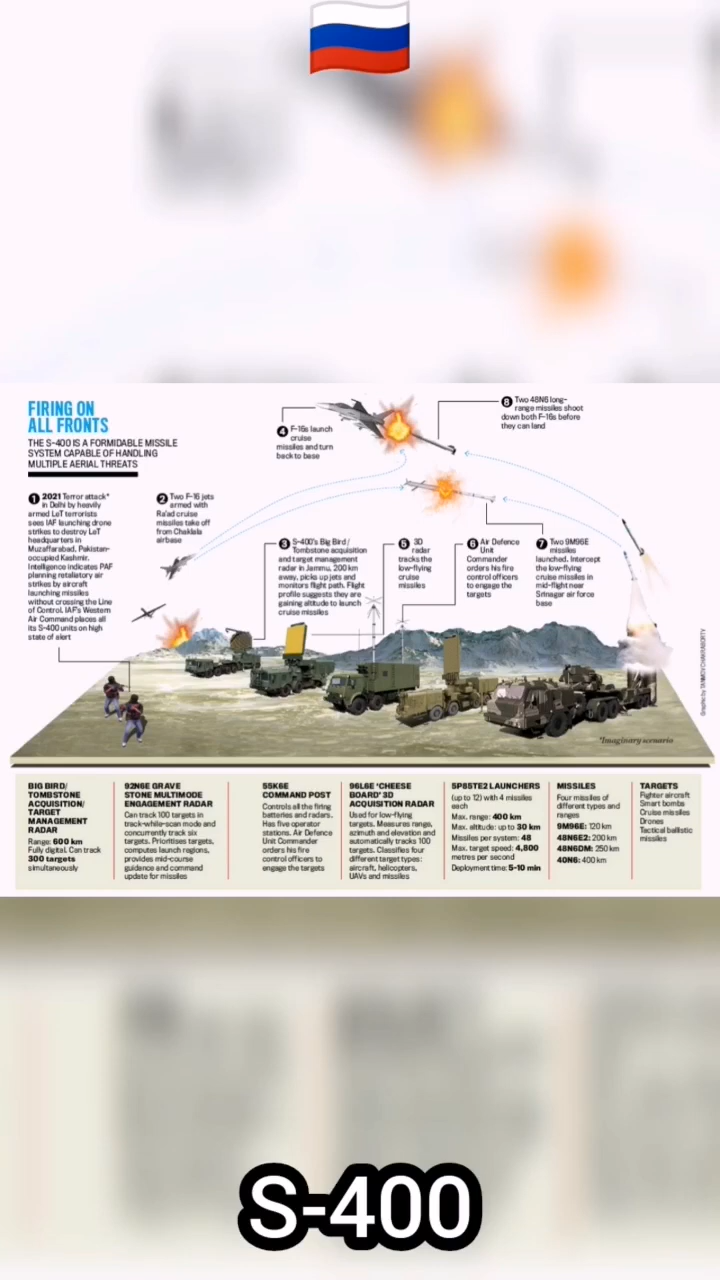 FIRING ON
ALL FRONTS
THE S-400 IS A FORMIDABLE MISSILE
SYSTEM CAPABLE OF HANDLING
MULTIPLE AERIAL THREATS
1 2021 Terror attack*
in Delhi by heavily
armed LeT terrorists
sees IAF launching drone
strikes to destroy LeT
headquarters in
Muzaffarabad, Pakistan-
occupied Kashmir.
Intelligence indicates PAF
planning retaliatory air
strikes by aircraft
launching missiles
without crossing the Line
of Control. IAF's Western
Air Command places all
its S-400 units on high
state of alert
2 Two F-16 jets
armed with
Ra'ad cruise
missiles take off
from Chaklala
airbase
3 S-400's Big Bird/
Tombstone acquisition
and target management
radar in Jammu, 200 km
away, picks up jets and
monitors flight path. Flight
profile suggests they are
gaining altitude to launch
cruise missiles
4 F-16s launch
cruise
missiles and turn
back to base
5 3D
radar
tracks the
low-flying
cruise
missiles
6 Air Defence
Unit
Commander
orders his fire
control officers
to engage the
targets
7 Two 9M96E
missiles
launched. Intercept
the low-flying
cruise missiles in
mid-flight near
Srinagar air force
base
8 Two 48N6 long-
range missiles shoot
down both F-16s before
they can land
Graphic by TANMOY CHAKRABORTY
*Imaginary scenario
BIG BIRD/
TOMBSTONE
ACQUISITION/
TARGET
MANAGEMENT
RADAR
Range: 600 km
Fully digital. Can track
300 targets
simultaneously
92N6E GRAVE
STONE MULTIMODE
ENGAGEMENT RADAR
Can track 100 targets in
track-while-scan mode and
concurrently track six
targets. Prioritises targets,
computes launch regions,
provides mid-course
guidance and command
update for missiles
55K6E
COMMAND POST
Controls all the firing
batteries and radars.
Has five operator
stations. Air Defence
Unit Commander
orders his fire
control officers to
engage the targets
96L6E 'CHEESE
BOARD' 3D
ACQUISITION RADAR
Used for low-flying
targets. Measures range,
azimuth and elevation and
automatically tracks 100
targets. Classifies four
different target types:
aircraft, helicopters,
UAVs and missiles
5P85TE2 LAUNCHERS
(up to 12) with 4 missiles
each
Max. range: 400 km
Max. altitude: up to 30 km
Missiles per system: 48
Max. target speed: 4,800
metres per second
Deployment time: 5-10 min
MISSILES
Four missiles of
different types and
ranges
9M96E: 120 km
48N6E2: 200 km
48N6DM: 250 km
40N6: 400 km
TARGETS
Fighter aircraft
Smart bombs
Cruise missiles
Drones
Tactical ballistic
missiles
S-400